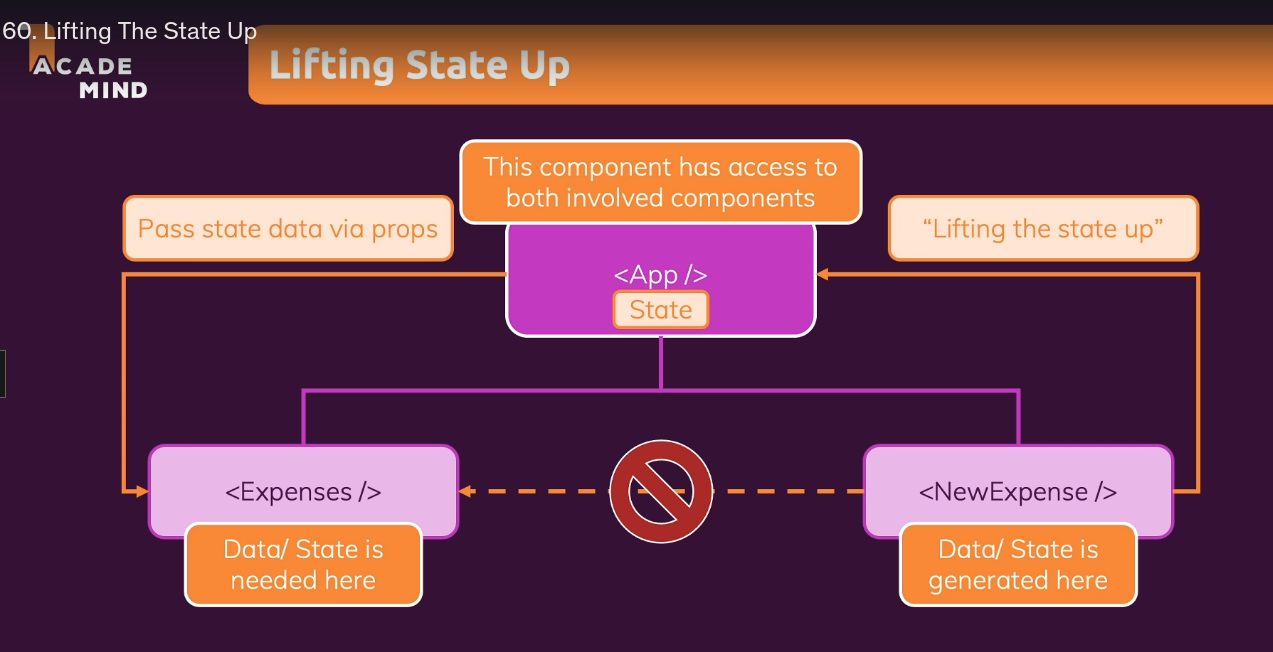 60. Lifting The State Up
ACADE
MIND
Lifting State Up
This component has access to
both involved components
Pass state data via props
“Lifting the state up”
<App />
State
<Expenses />
<NewExpense />
Data/ State is
needed here
Data/ State is
generated here